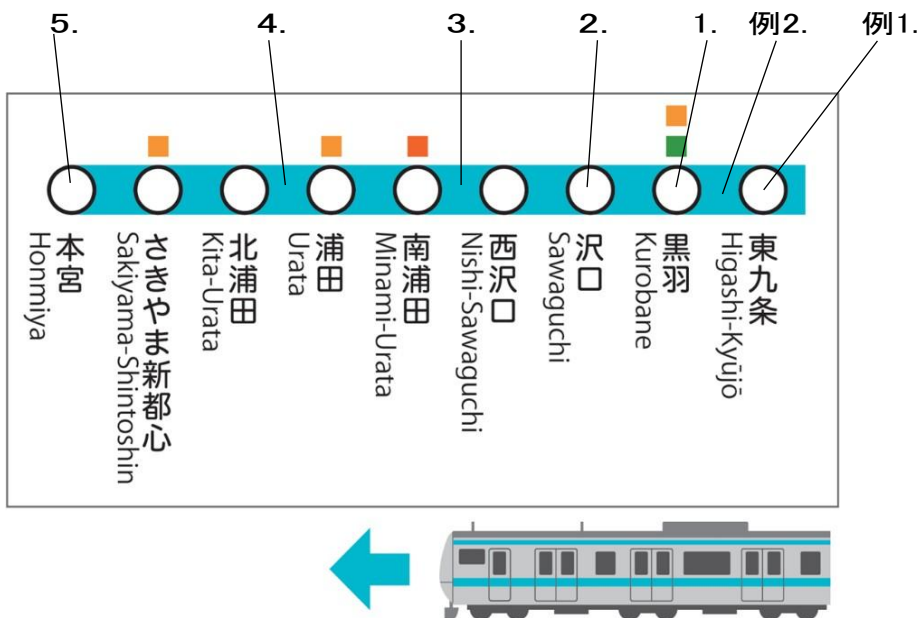 5. 4. 3. 2. 1. 例2. 例1.
本宮
Honmiya
さきやま新都心
Sakiyama-Shintoshin
北浦田
Kita-Urata
浦田
Urata
南浦田
Minami-Urata
西沢口
Nishi-Sawaguchi
沢口
Sawaguchi
黒羽
Kurobane
東九条
Higashi-Kyūjō